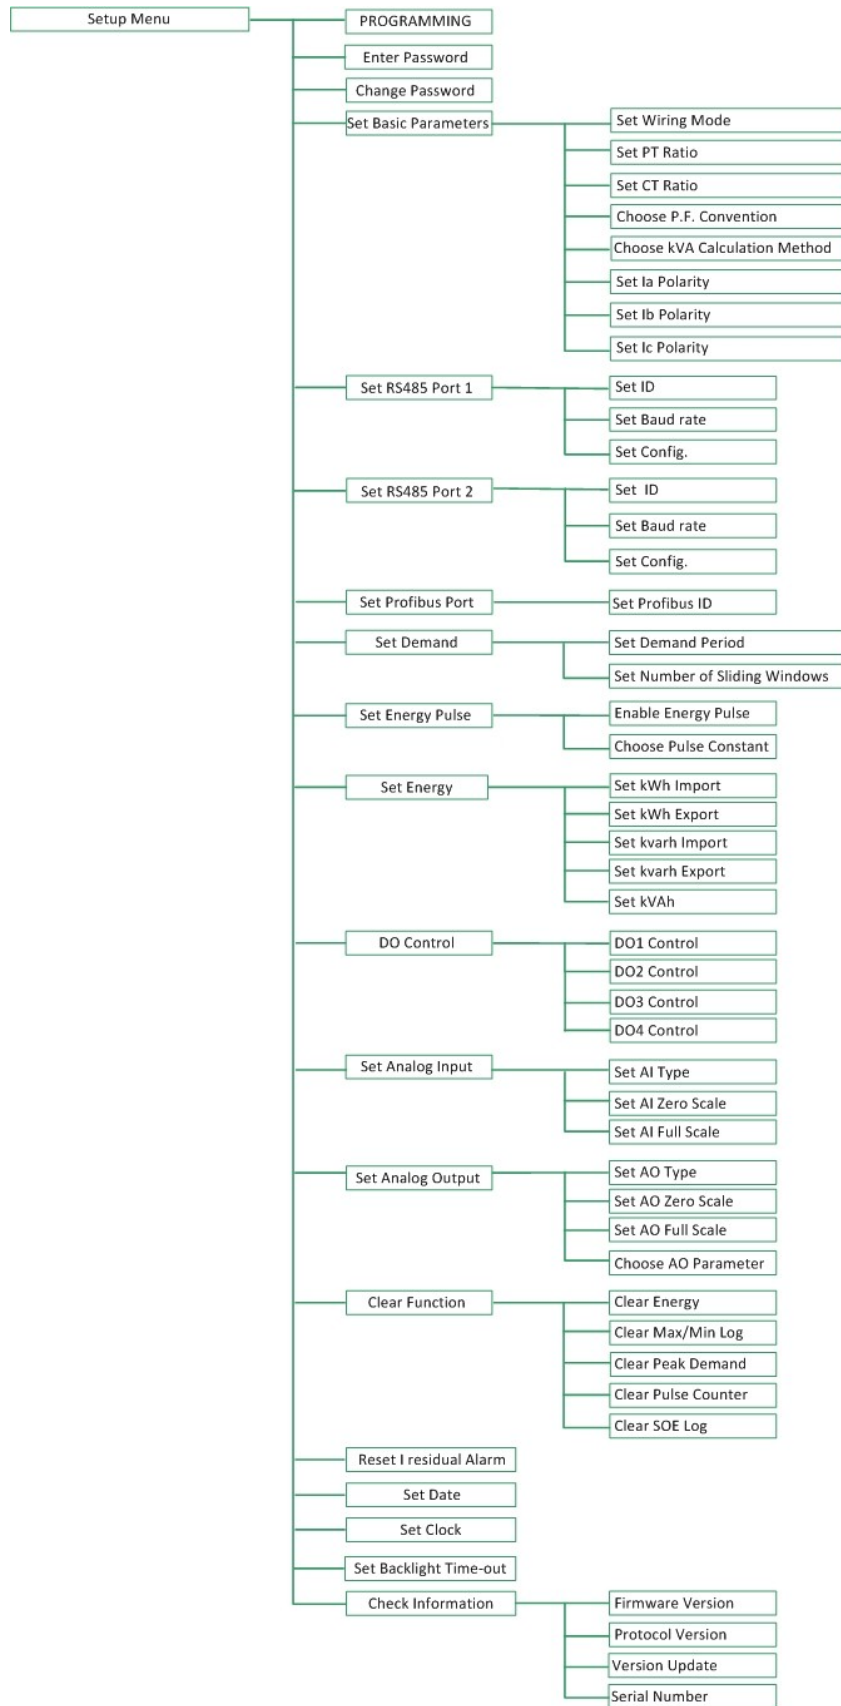 Setup Menu
PROGRAMMING
Enter Password
Change Password
Set Basic Parameters
Set Wiring Mode
Set PT Ratio
Set CT Ratio
Choose P.F. Convention
Choose kVA Calculation Method
Set Ia Polarity
Set Ib Polarity
Set Ic Polarity
Set RS485 Port 1
Set ID
Set Baud rate
Set Config.
Set RS485 Port 2
Set ID
Set Baud rate
Set Config.
Set Profibus Port
Set Profibus ID
Set Demand
Set Demand Period
Set Number of Sliding Windows
Set Energy Pulse
Enable Energy Pulse
Choose Pulse Constant
Set Energy
Set kWh Import
Set kWh Export
Set kvarh Import
Set kvarh Export
Set kVAh
DO Control
DO1 Control
DO2 Control
DO3 Control
DO4 Control
Set Analog Input
Set AI Type
Set AI Zero Scale
Set AI Full Scale
Set Analog Output
Set AO Type
Set AO Zero Scale
Set AO Full Scale
Choose AO Parameter
Clear Function
Clear Energy
Clear Max/Min Log
Clear Peak Demand
Clear Pulse Counter
Clear SOE Log
Reset I residual Alarm
Set Date
Set Clock
Set Backlight Time-out
Check Information
Firmware Version
Protocol Version
Version Update
Serial Number